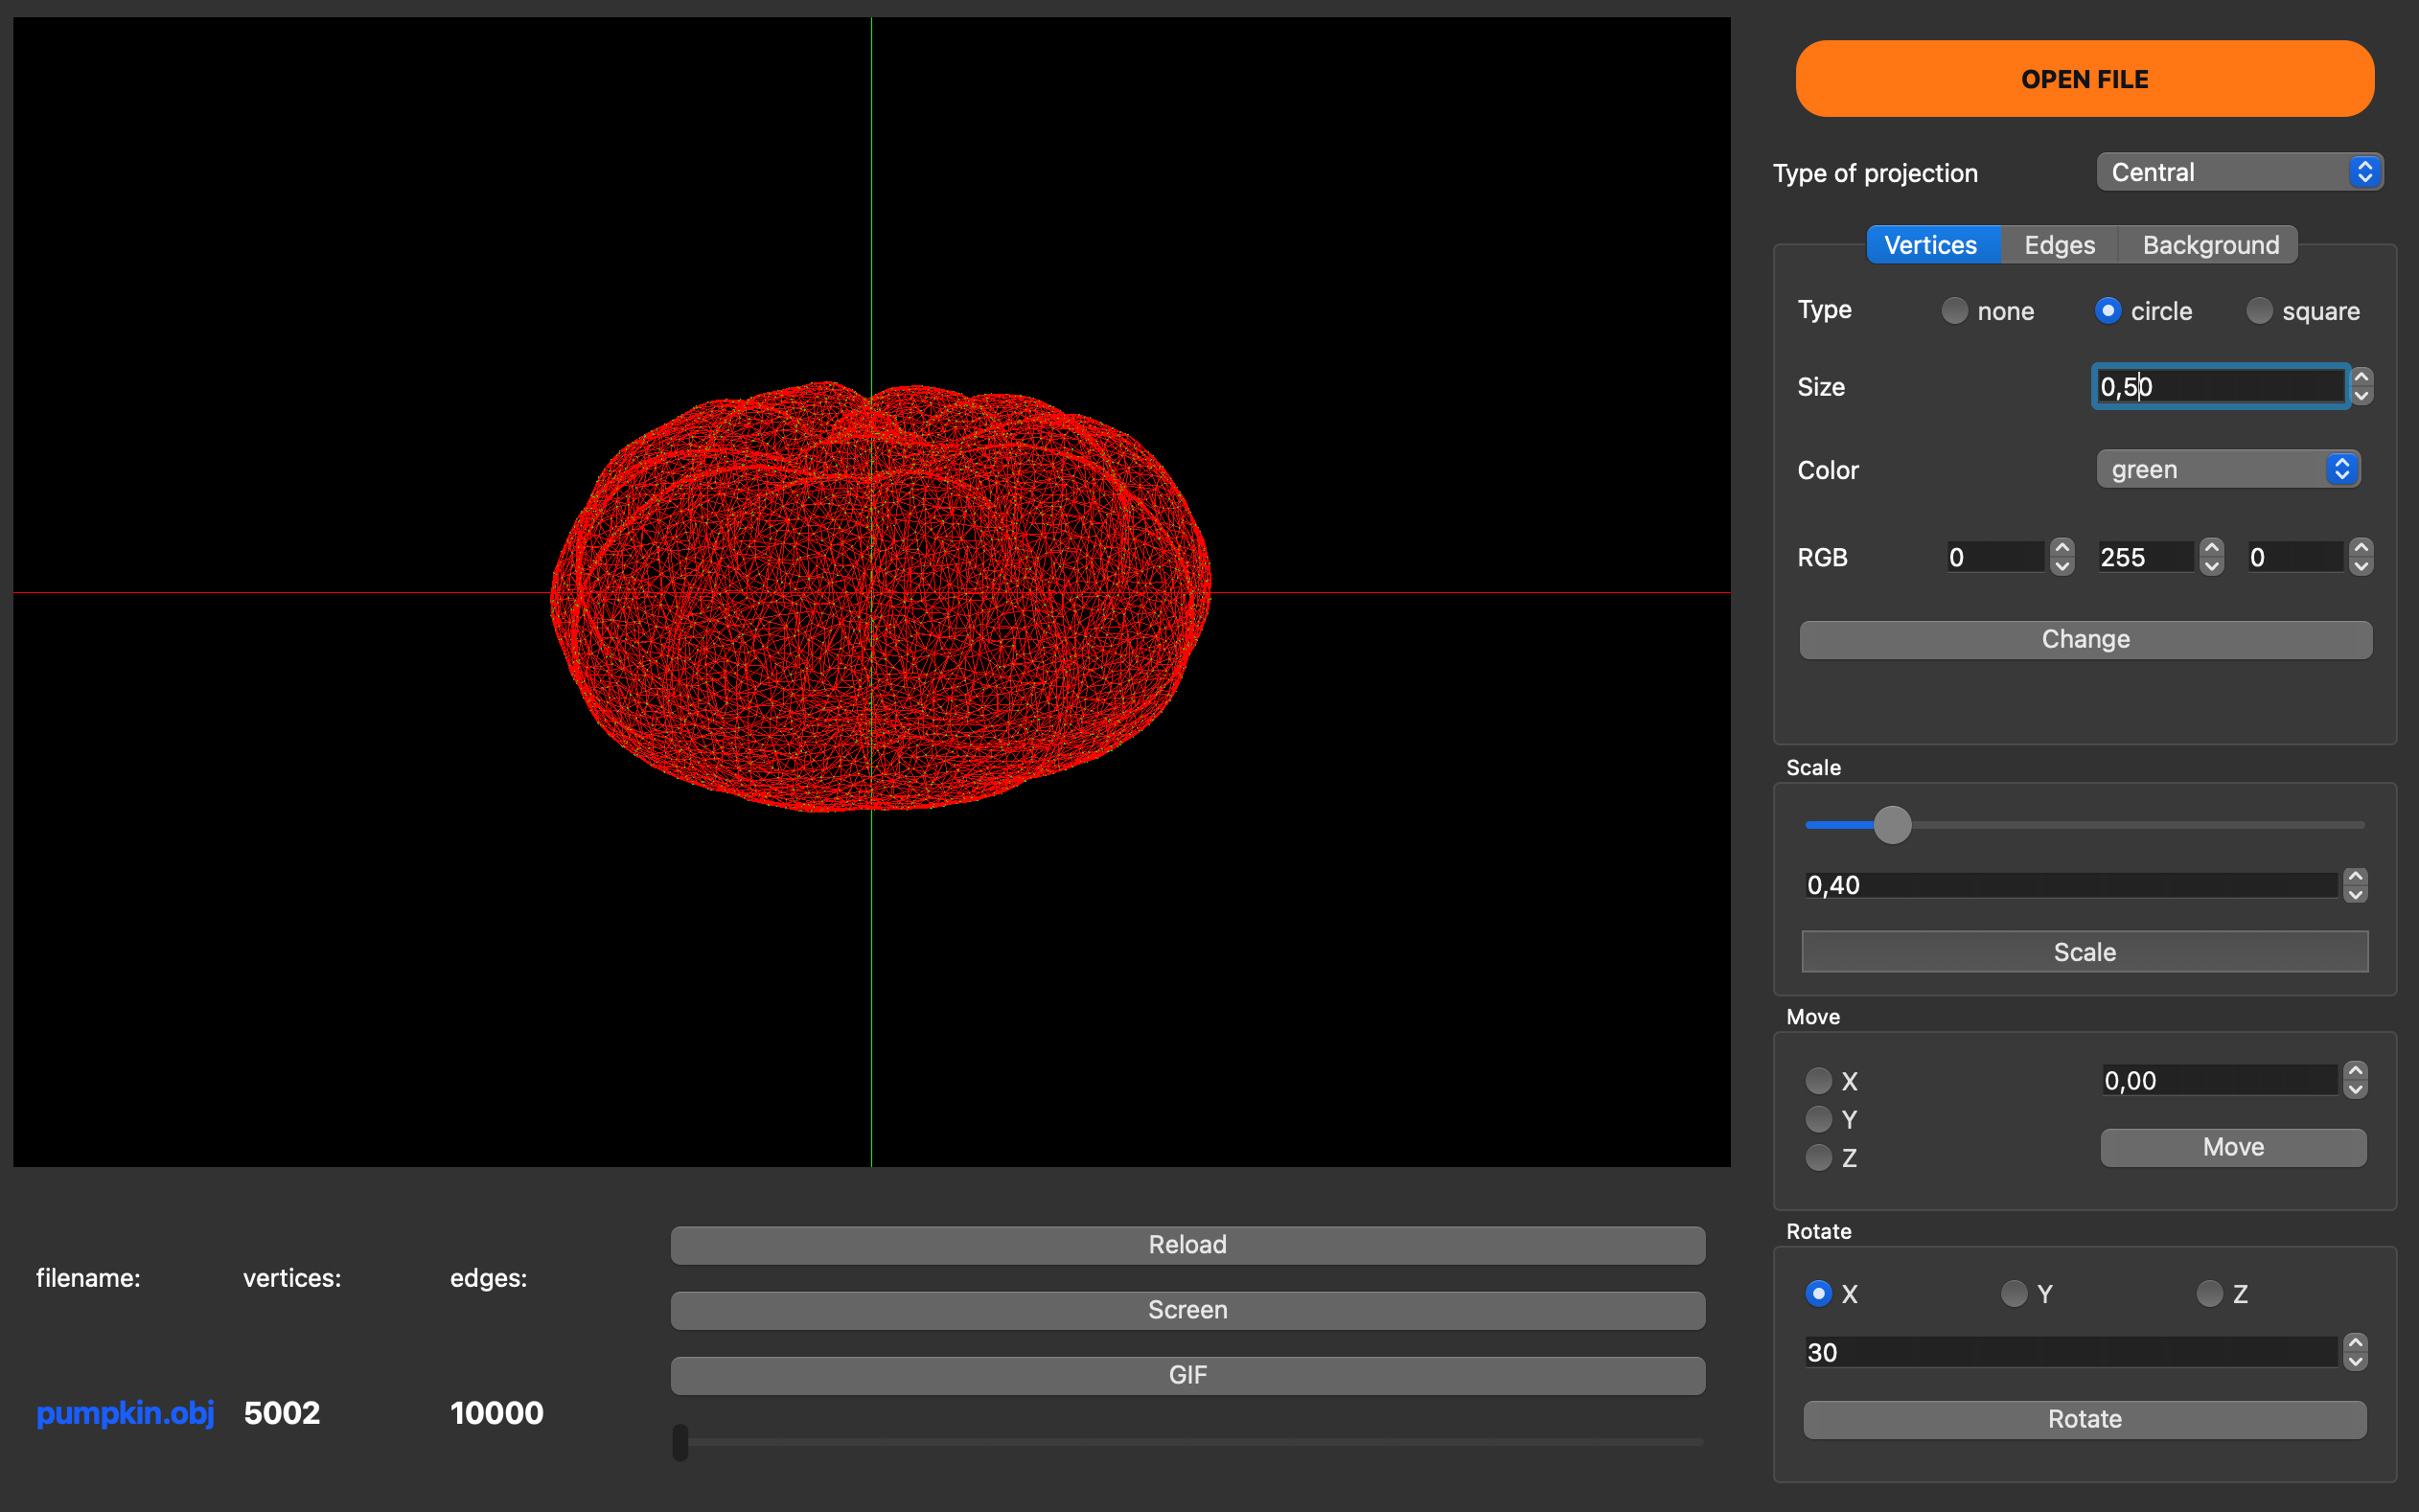 OPEN FILE
Type of projection Central
Vertices Edges Background
Type none circle square
Size 0,50
Color green
RGB 0 255 0
Change
Scale
0,40
Scale
Move
X 0,00
Y
Z Move
Rotate
X Y Z
30
Rotate
Reload
Screen
GIF
filename: vertices: edges:
pumpkin.obj 5002 10000